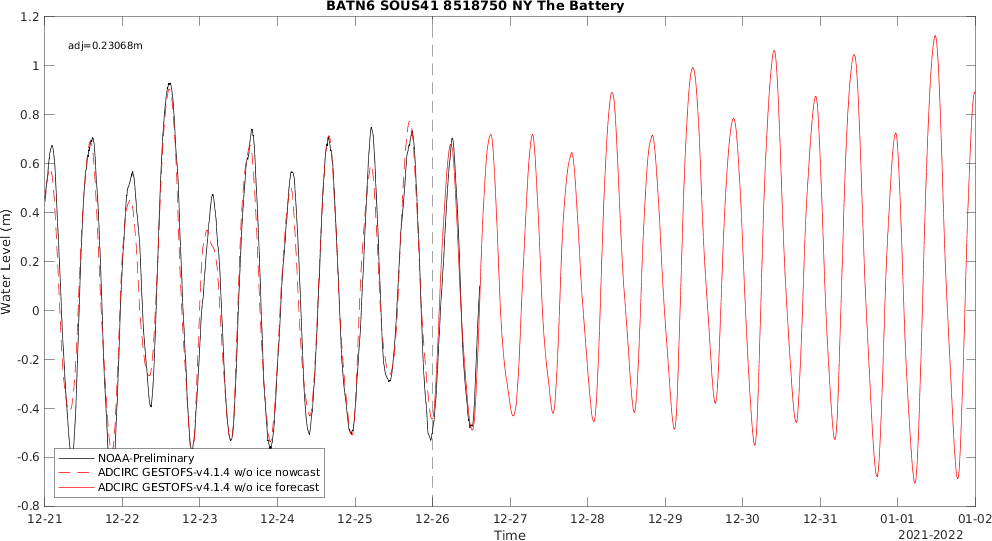 BATN6 SOUS41 8518750 NY The Battery
adj=0.23068m
Water Level (m)
1.2
1
0.8
0.6
0.4
0.2
0
-0.2
-0.4
-0.6
-0.8
NOAA-Preliminary
ADCIRC GESTOFS-v4.1.4 w/o ice nowcast
ADCIRC GESTOFS-v4.1.4 w/o ice forecast
12-21 12-22 12-23 12-24 12-25 12-26 12-27 12-28 12-29 12-30 12-31 01-01 01-02
Time
2021-2022